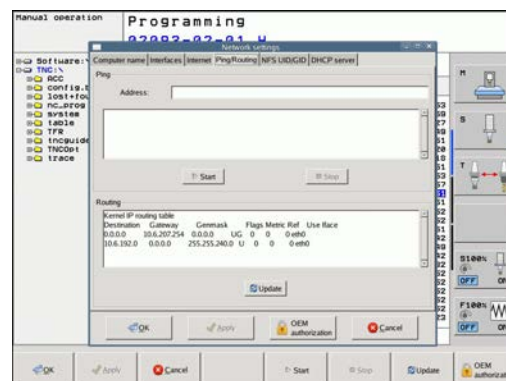 Manual operation
Programming
Network settings
Computer name Interfaces Internet Ping/Routing NFS UID/GID DHCP server
Software:
TNC:\
ACC
config.
lost+fou
nc_prog
system
table
TFR
tncguide
TNCOpt
trace
Ping
Address:
Start
Stop
Routing
Kernel IP routing table
Destination Gateway Genmask Flags Metric Ref Use Iface
0.0.0.0 10.6.207.254 0.0.0.0 UG 0 0 0 eth0
10.6.192.0 0.0.0.0 255.255.240.0 U 0 0 0 eth0
Update
OK
Apply
OEM authorization
Cancel
M
S
T
S100%
OFF
F100%
OFF
OK
Apply
Cancel
Start
Stop
Update
OEM